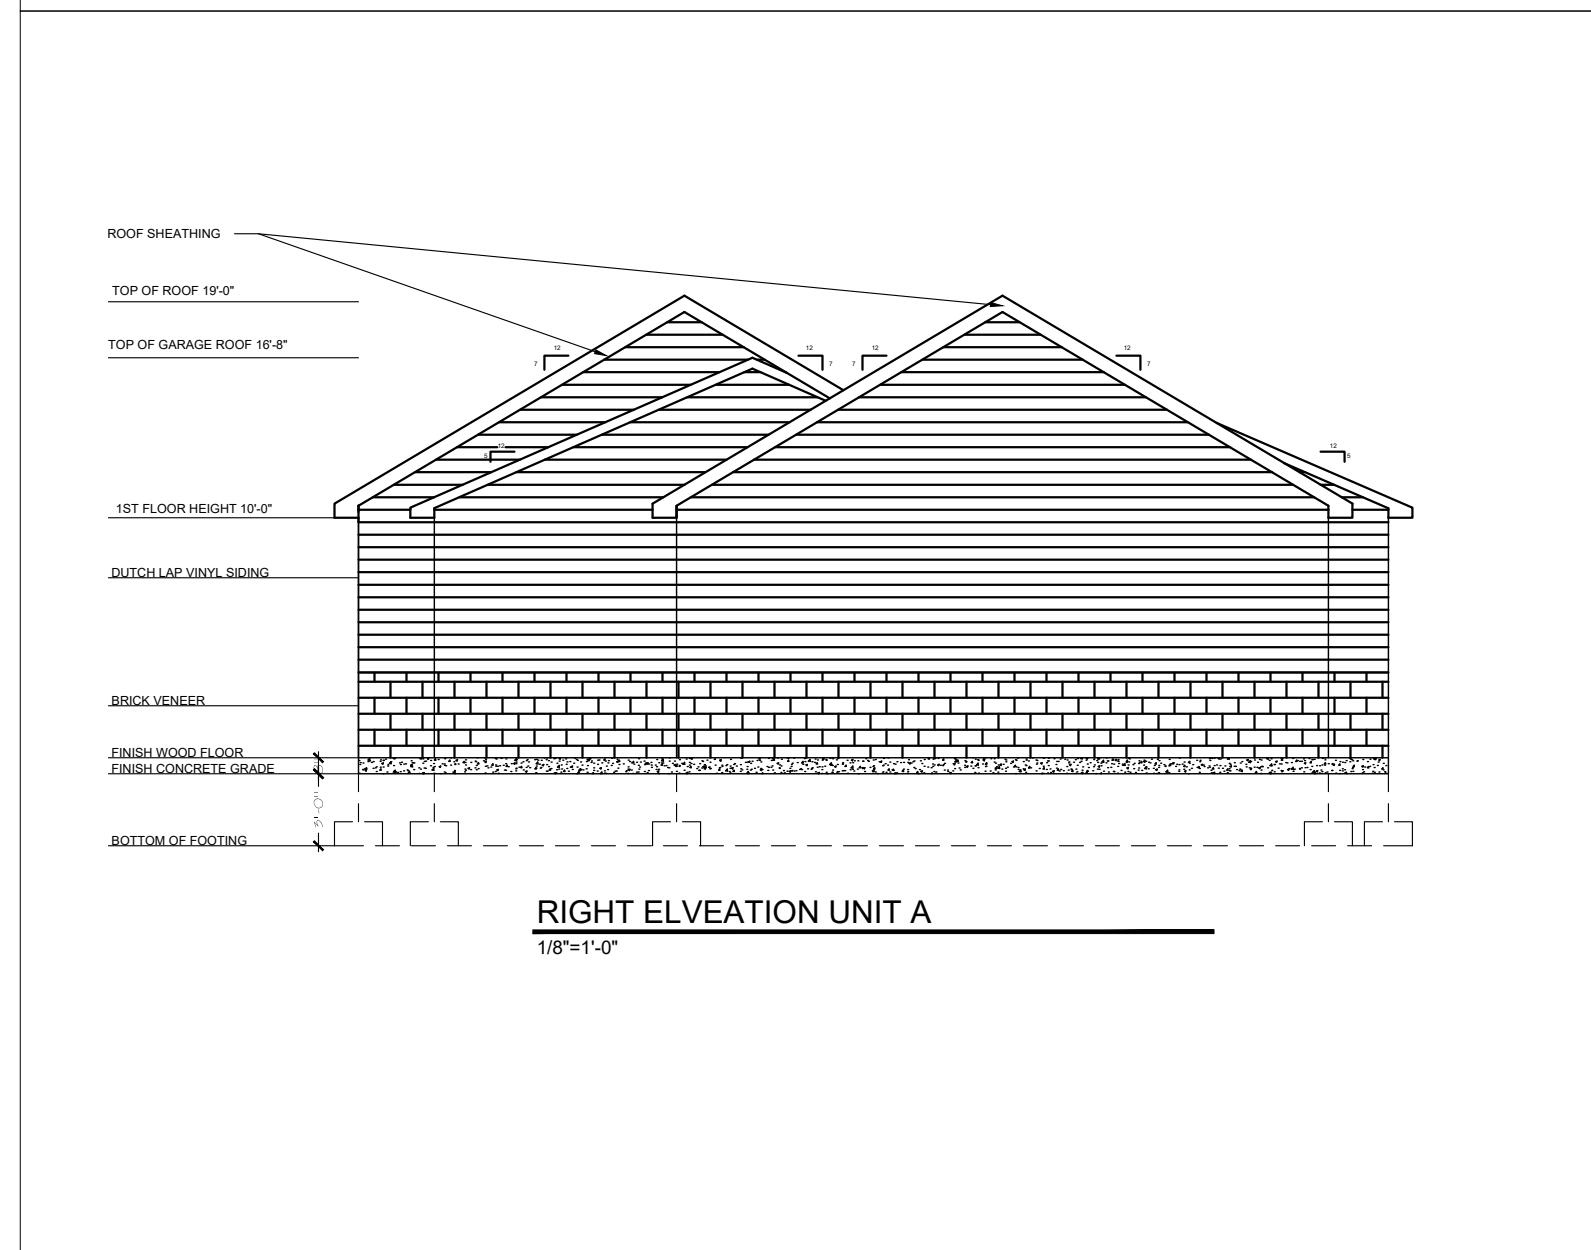 ROOF SHEATHING
TOP OF ROOF 19'-0"
TOP OF GARAGE ROOF 16'-8"
12
7
12
7
12
7
12
7
12
5
12
5
1ST FLOOR HEIGHT 10'-0"
DUTCH LAP VINYL SIDING
BRICK VENEER
FINISH WOOD FLOOR
FINISH CONCRETE GRADE
3'-0"
BOTTOM OF FOOTING
RIGHT ELVEATION UNIT A
1/8"=1'-0"